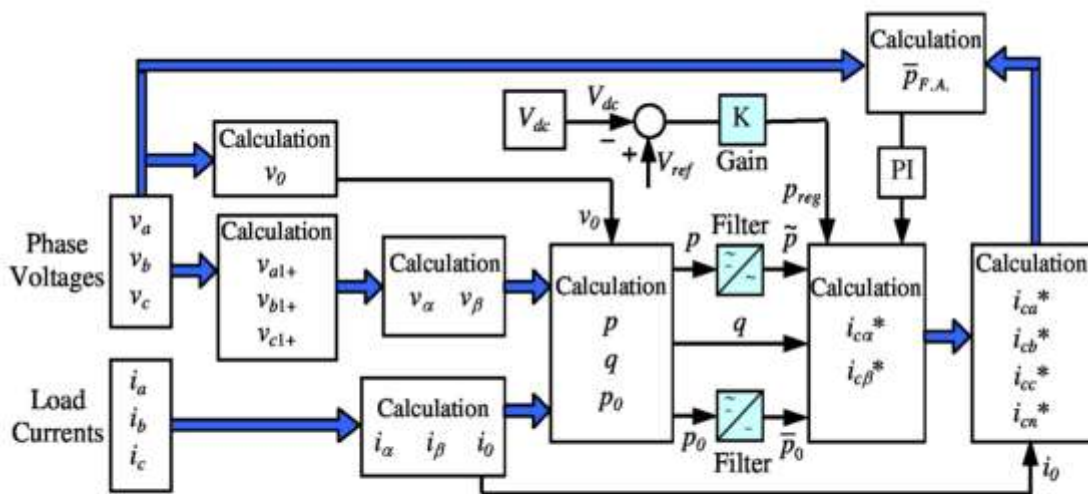 Calculation
p̅F.A.
Vdc
Vdc
−
+
Vref
K
Gain
PI
preg
Calculation
v0
v0
Phase
Voltages
va
vb
vc
Calculation
va1+
vb1+
vc1+
Calculation
vα vβ
Calculation
p
q
p0
p
Filter
~
-
~
p̃
q
p0
~
-
-
Filter
p̅0
Calculation
icα*
icβ*
Calculation
ica*
icb*
icc*
icn*
Load
Currents
ia
ib
ic
Calculation
iα iβ i0
i0